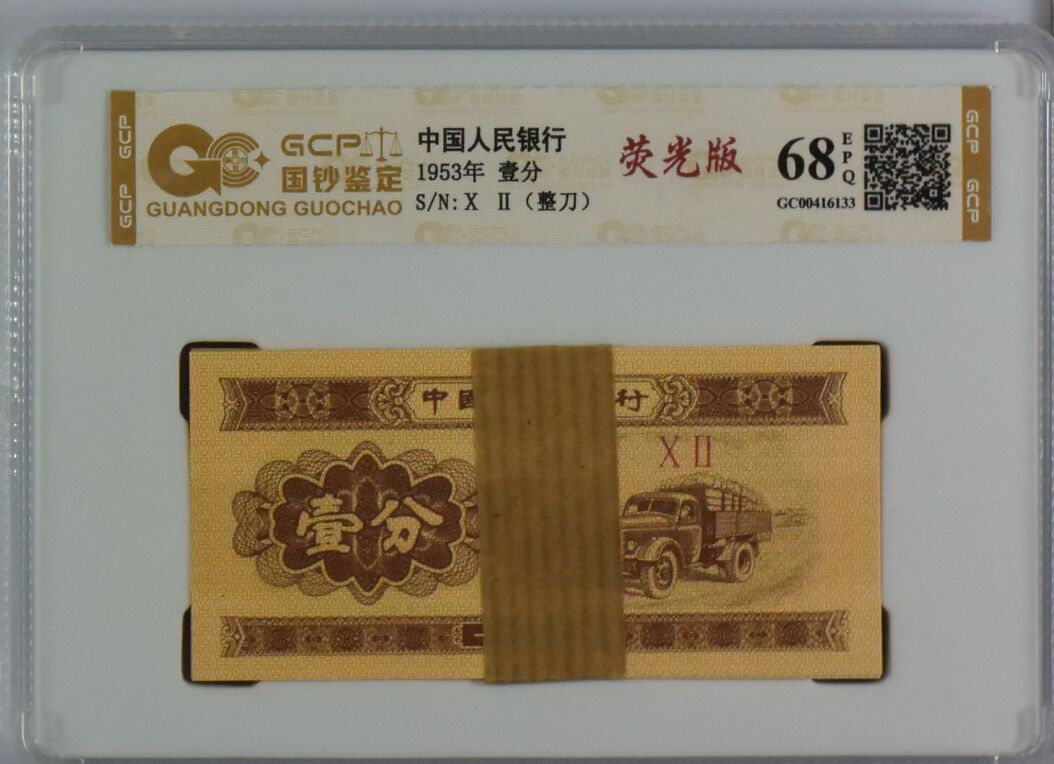 GCP
GCP
GCP
国钞鉴定
GUANGDONG GUOCHAO
中国人民银行
1953年 壹分
S/N: X Ⅱ（整刀）
荧光版
68
EPQ
GC00416133
GCP
GCP
中国
行
X Ⅱ
壹分